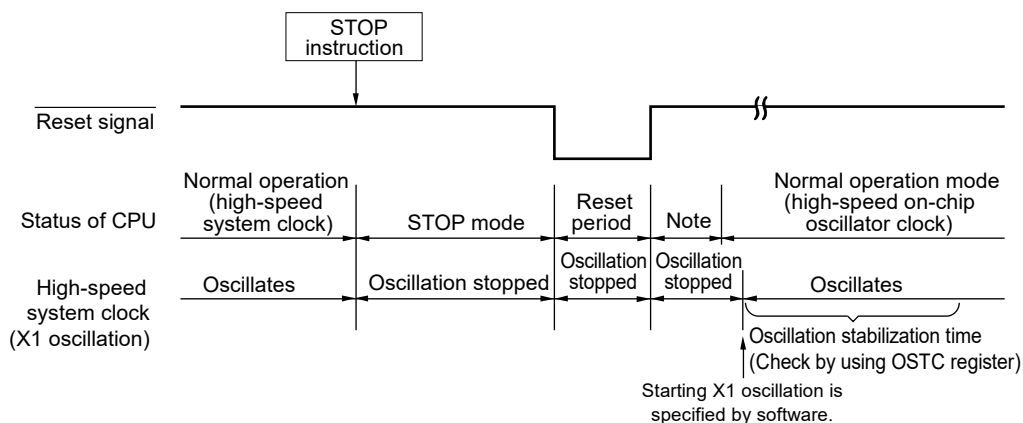 STOP
instruction
Reset signal
Normal operation
(high-speed
system clock)
Status of CPU
STOP mode
Reset
period
Note
Normal operation mode
(high-speed on-chip
oscillator clock)
High-speed
system clock
(X1 oscillation)
Oscillates
Oscillation stopped
Oscillation
stopped
Oscillation
stopped
Oscillates
Oscillation stabilization time
(Check by using OSTC register)
Starting X1 oscillation is
specified by software.